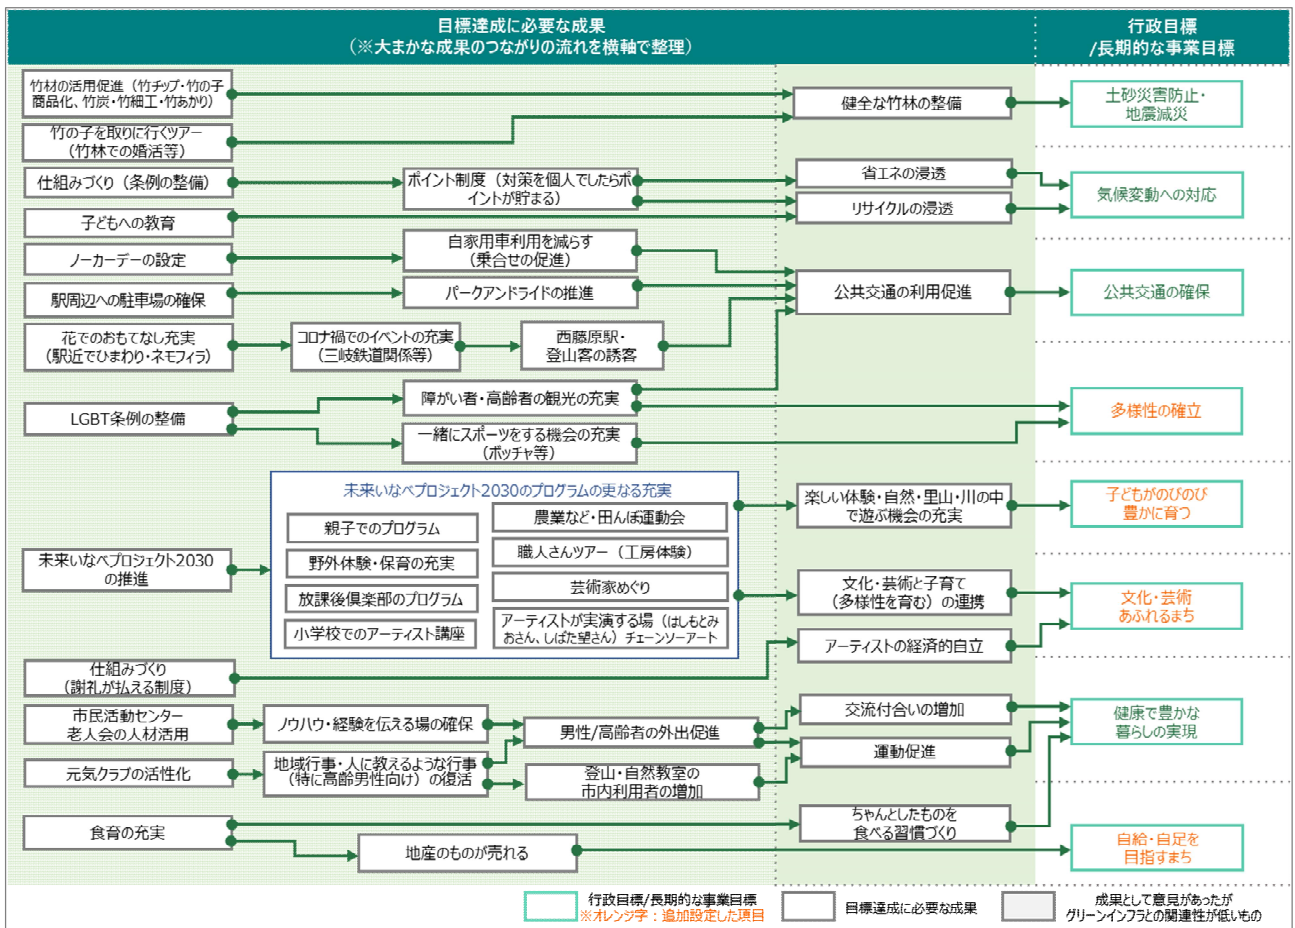 目標達成に必要な成果
（※大まかな成果のつながりの流れを横軸で整理）
行政目標
/長期的な事業目標
竹材の活用促進（竹チップ・竹の子
商品化、竹炭・竹細工・竹あかり）
竹の子を取りに行くツアー
（竹林での婚活等）
健全な竹林の整備
土砂災害防止・
地震減災
仕組みづくり（条例の整備）
ポイント制度（対策を個人でしたらポ
イントが貯まる）
省エネの浸透
リサイクルの浸透
気候変動への対応
子どもへの教育
ノーカーデーの設定
自家用車利用を減らす
（乗合せの促進）
駅周辺への駐車場の確保
パークアンドライドの推進
公共交通の利用促進
公共交通の確保
花でのおもてなし充実
（駅近でひまわり・ネモフィラ）
コロナ禍でのイベントの充実
（三岐鉄道関係等）
西藤原駅・
登山客の誘客
LGBT条例の整備
障がい者・高齢者の観光の充実
一緒にスポーツをする機会の充実
（ボッチャ等）
多様性の確立
未来いなべプロジェクト2030
の推進
未来いなべプロジェクト2030のプログラムの更なる充実
親子でのプログラム
野外体験・保育の充実
放課後倶楽部のプログラム
小学校でのアーティスト講座
農業など・田んぼ運動会
職人さんツアー（工房体験）
芸術家めぐり
アーティストが実演する場（はしもとみ
おさん、しばた望さん）チェーンソーアート
楽しい体験・自然・里山・川の中
で遊ぶ機会の充実
子どもがのびのび
豊かに育つ
文化・芸術と子育て
（多様性を育む）の連携
アーティストの経済的自立
文化・芸術
あふれるまち
仕組みづくり
（謝礼が払える制度）
市民活動センター
老人会の人材活用
ノウハウ・経験を伝える場の確保
男性/高齢者の外出促進
交流付合いの増加
運動促進
健康で豊かな
暮らしの実現
元気クラブの活性化
地域行事・人に教えるような行事
（特に高齢男性向け）の復活
登山・自然教室の
市内利用者の増加
食育の充実
ちゃんとしたものを
食べる習慣づくり
地産のものが売れる
自給・自足を
目指すまち
行政目標/長期的な事業目標
※オレンジ字：追加設定した項目
目標達成に必要な成果
成果として意見があったが
グリーンインフラとの関連性が低いもの